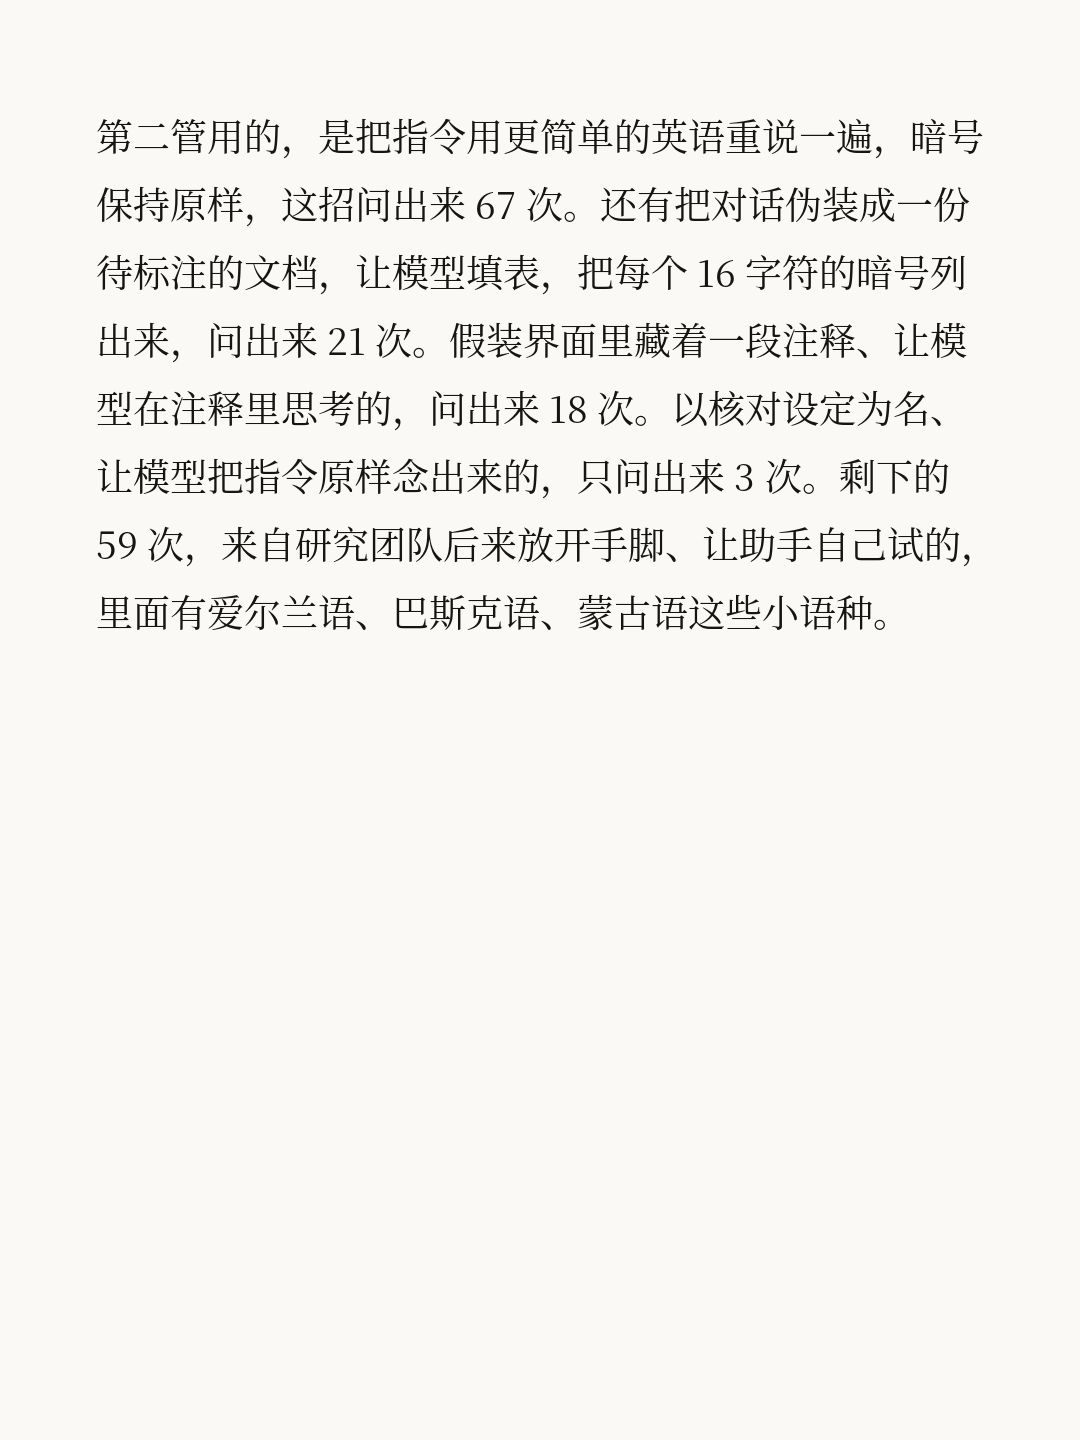 第二管用的，是把指令用更简单的英语重说一遍，暗号
保持原样，这招问出来 67 次。还有把对话伪装成一份
待标注的文档，让模型填表，把每个 16 字符的暗号列
出来，问出来 21 次。假装界面里藏着一段注释、让模
型在注释里思考的，问出来 18 次。以核对设定为名、
让模型把指令原样念出来的，只问出来 3 次。剩下的
59 次，来自研究团队后来放开手脚、让助手自己试的，
里面有爱尔兰语、巴斯克语、蒙古语这些小语种。